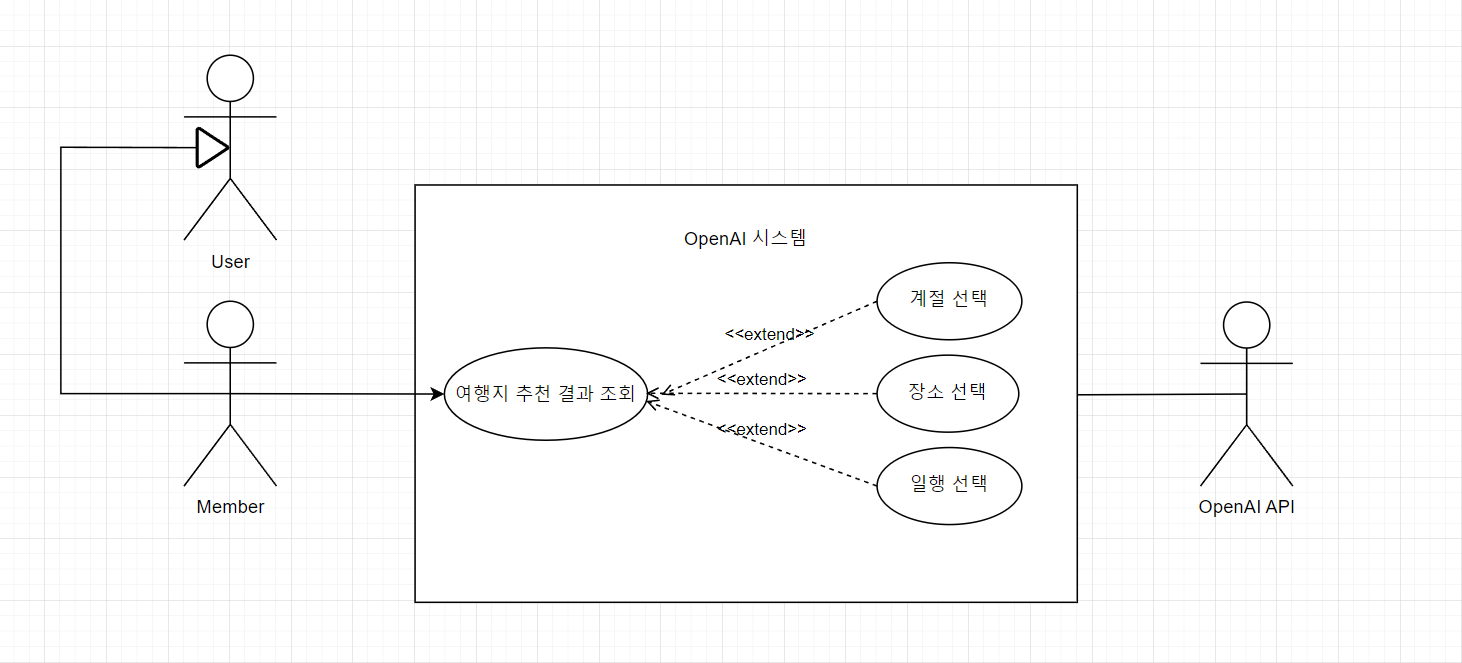 User
Member
OpenAI 시스템
여행지 추천 결과 조회
<<extend>>
<<extend>>
<<extend>>
계절 선택
장소 선택
일행 선택
OpenAI API